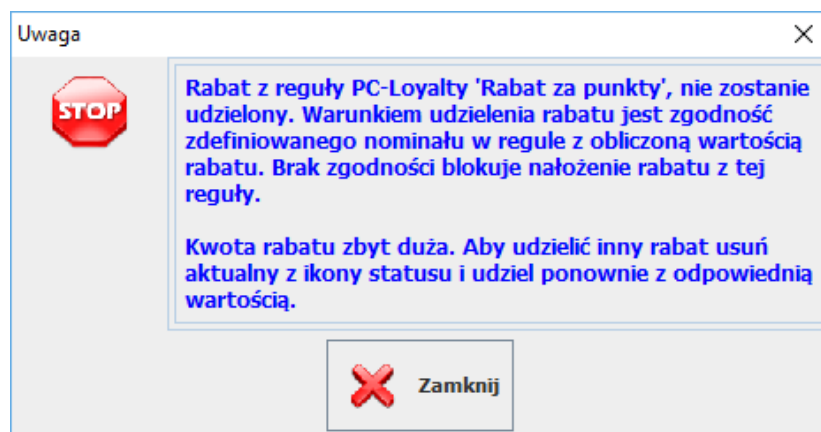 Uwaga
STOP
Rabat z reguły PC-Loyalty 'Rabat za punkty', nie zostanie
udzielony. Warunkiem udzielenia rabatu jest zgodność
zdefiniowanego nominału w regule z obliczoną wartością
rabatu. Brak zgodności blokuje nałożenie rabatu z tej
reguły.
Kwota rabatu zbyt duża. Aby udzielić inny rabat usuń
aktualny z ikony statusu i udziel ponownie z odpowiednią
wartością.
Zamknij